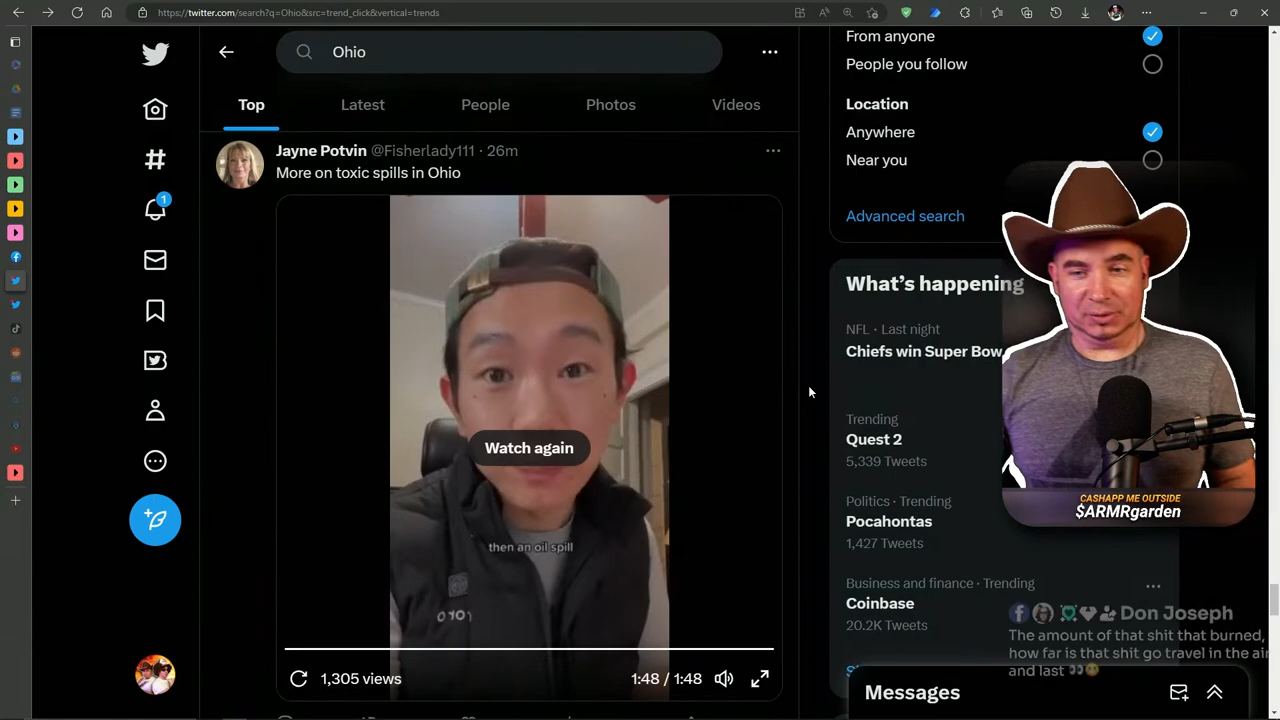 https://twitter.com/search?q=Ohio&src=trend_click&vertical=trends
Ohio
Top
Latest
People
Photos
Videos
Jayne Potvin @Fisherlady111 · 26m
More on toxic spills in Ohio
Watch again
then an oil spill
1,305 views
1:48 / 1:48
From anyone
People you follow
Location
Anywhere
Near you
Advanced search
What's happening
NFL · Last night
Chiefs win Super Bow
Trending
Quest 2
5,339 Tweets
Politics · Trending
Pocahontas
1,427 Tweets
Business and finance · Trending
Coinbase
20.2K Tweets
CASHAPP ME OUTSIDE
$ARMRgarden
Don Joseph
The amount of that shit that burned,
how far is that shit go travel in the air
and last 👀😳
Messages
1